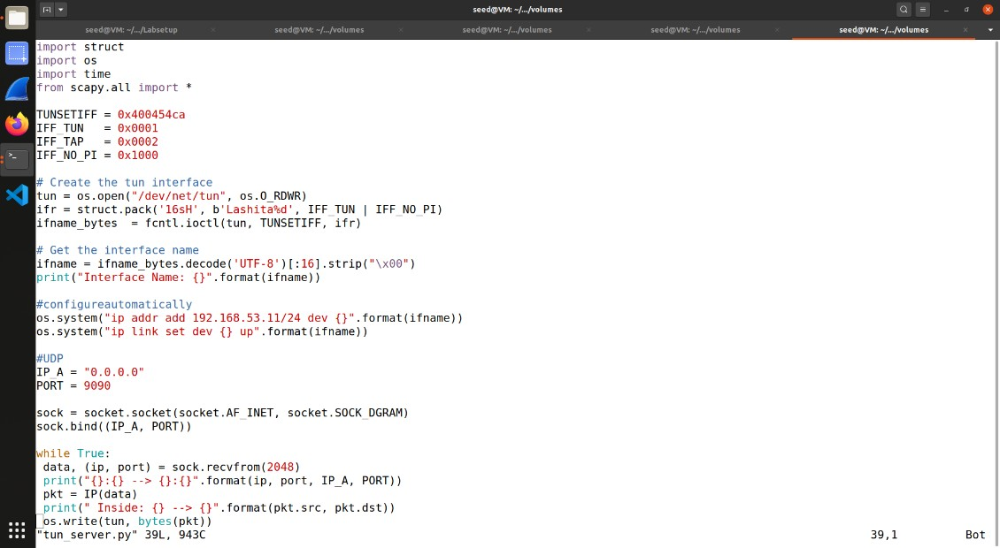 seed@VM: ~/.../volumes
seed@VM: ~/.../Labsetup
seed@VM: ~/.../volumes
seed@VM: ~/.../volumes
seed@VM: ~/.../volumes
seed@VM: ~/.../volumes
import struct
import os
import time
from scapy.all import *

TUNSETIFF = 0x400454ca
IFF_TUN   = 0x0001
IFF_TAP   = 0x0002
IFF_NO_PI = 0x1000

# Create the tun interface
tun = os.open("/dev/net/tun", os.O_RDWR)
ifr = struct.pack('16sH', b'Lashita%d', IFF_TUN | IFF_NO_PI)
ifname_bytes  = fcntl.ioctl(tun, TUNSETIFF, ifr)

# Get the interface name
ifname = ifname_bytes.decode('UTF-8')[:16].strip("\x00")
print("Interface Name: {}".format(ifname))

#configureautomatically
os.system("ip addr add 192.168.53.11/24 dev {}".format(ifname))
os.system("ip link set dev {} up".format(ifname))

#UDP
IP_A = "0.0.0.0"
PORT = 9090

sock = socket.socket(socket.AF_INET, socket.SOCK_DGRAM)
sock.bind((IP_A, PORT))

while True:
 data, (ip, port) = sock.recvfrom(2048)
 print("{}:{} --> {}:{}".format(ip, port, IP_A, PORT))
 pkt = IP(data)
 print(" Inside: {} --> {}".format(pkt.src, pkt.dst))
 os.write(tun, bytes(pkt))
"tun_server.py" 39L, 943C 39,1 Bot